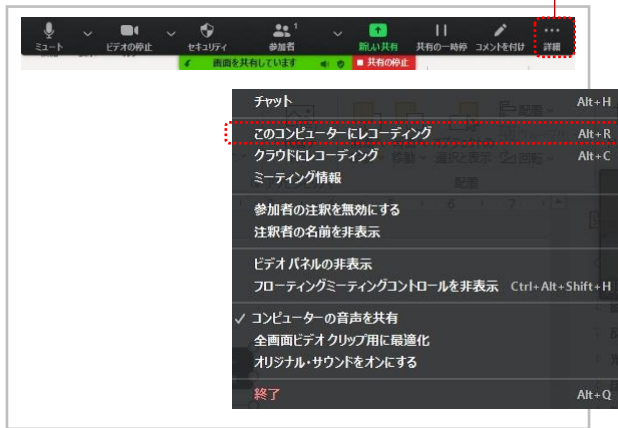 1
ミュート ビデオの停止 セキュリティ 参加者 新しい共有 共有の一時停 コメントを付け 詳細
画面を共有しています 共有の停止
チャット Alt+H
このコンピューターにレコーディング Alt+R
クラウドにレコーディング Alt+C
ミーティング情報
参加者の注釈を無効にする
注釈者の名前を非表示
ビデオ パネルの非表示
フローティングミーティングコントロールを非表示 Ctrl+Alt+Shift+H
コンピューターの音声を共有
全画面ビデオ クリップ用に最適化
オリジナル・サウンドをオンにする
終了 Alt+Q